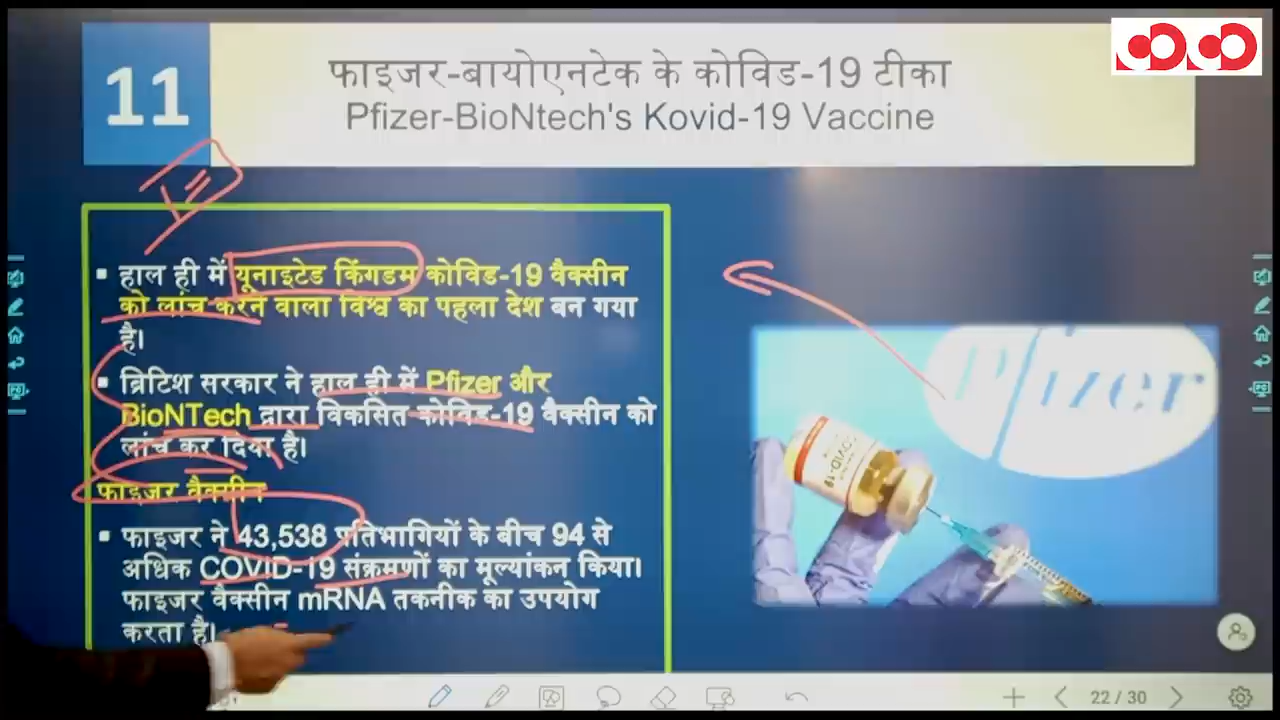 11
फाइजर-बायोएनटेक के कोविड-19 टीका
Pfizer-BioNtech's Kovid-19 Vaccine
▪ हाल ही में यूनाइटेड किंगडम कोविड-19 वैक्सीन
को लांच करने वाला विश्व का पहला देश बन गया
है।
▪ ब्रिटिश सरकार ने हाल ही में Pfizer और
BioNTech द्वारा विकसित कोविड-19 वैक्सीन को
लांच कर दिया है।
फाइजर वैक्सीन
▪ फाइजर ने 43,538 प्रतिभागियों के बीच 94 से
अधिक COVID-19 संक्रमणों का मूल्यांकन किया।
फाइजर वैक्सीन mRNA तकनीक का उपयोग
करता है।
Pfizer
COVID-19
22 / 30